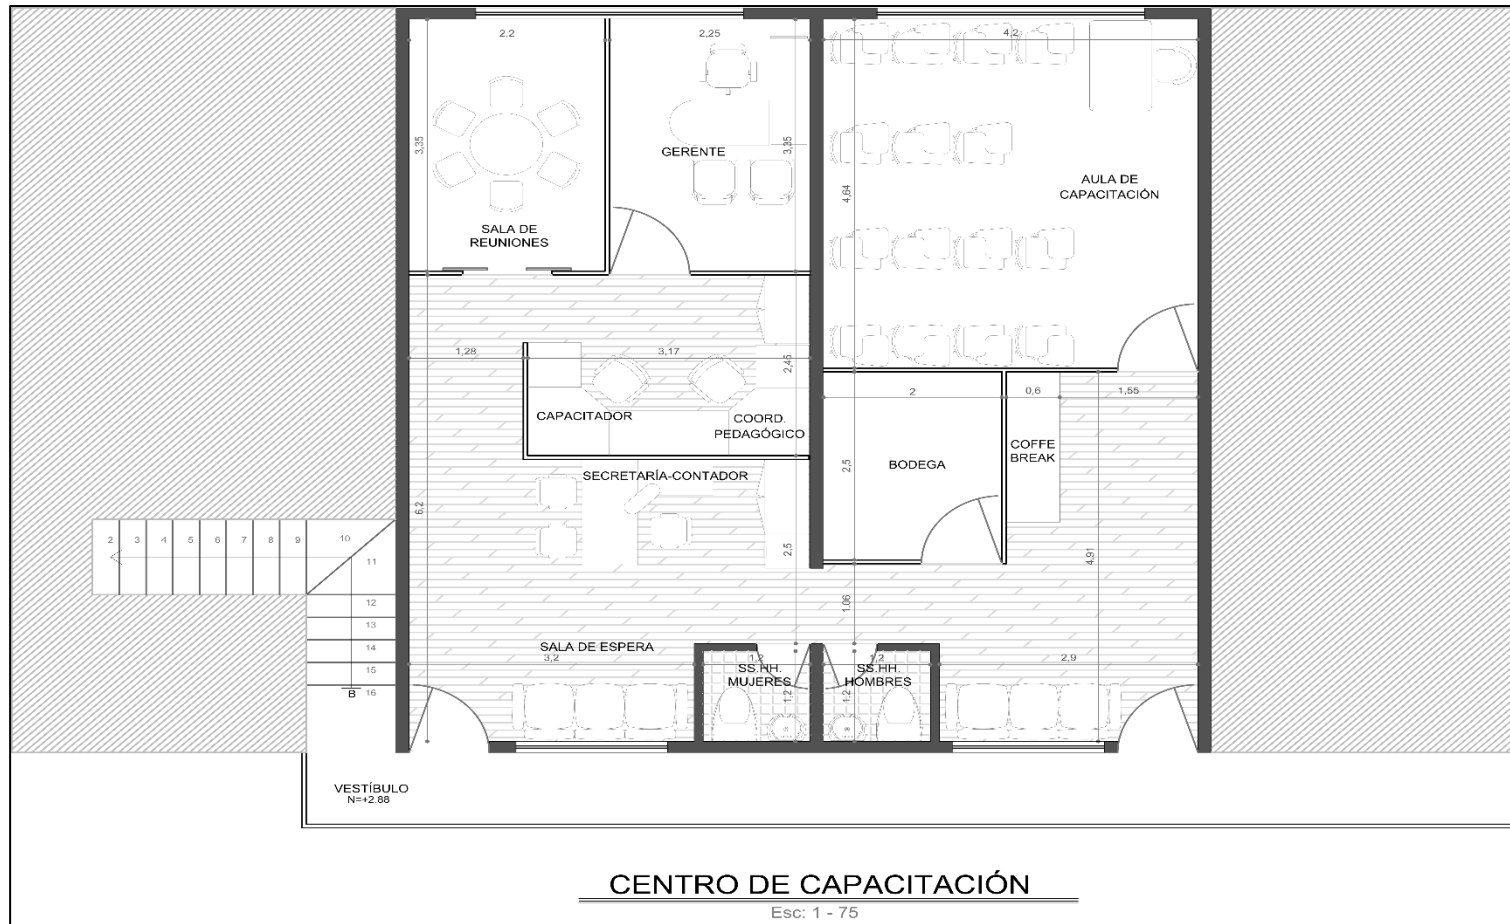 2,2
2,25
4,2
3,35
3,35
GERENTE
4,64
AULA DE
CAPACITACIÓN
SALA DE
REUNIONES
1,28
3,17
2,45
CAPACITADOR
COORD.
PEDAGÓGICO
2
0,6
1,55
SECRETARÍA-CONTADOR
BODEGA
COFFE
BREAK
2,5
6,2
2,5
4,91
2
3
4
5
6
7
8
9
10
11
12
13
14
15
16
B
1.06
SALA DE ESPERA
3,2
1,2
1,2
2,9
SS.HH.
MUJERES
SS.HH.
HOMBRES
1,2
1,2
VESTÍBULO
N=+2.88
CENTRO DE CAPACITACIÓN
Esc: 1 - 75